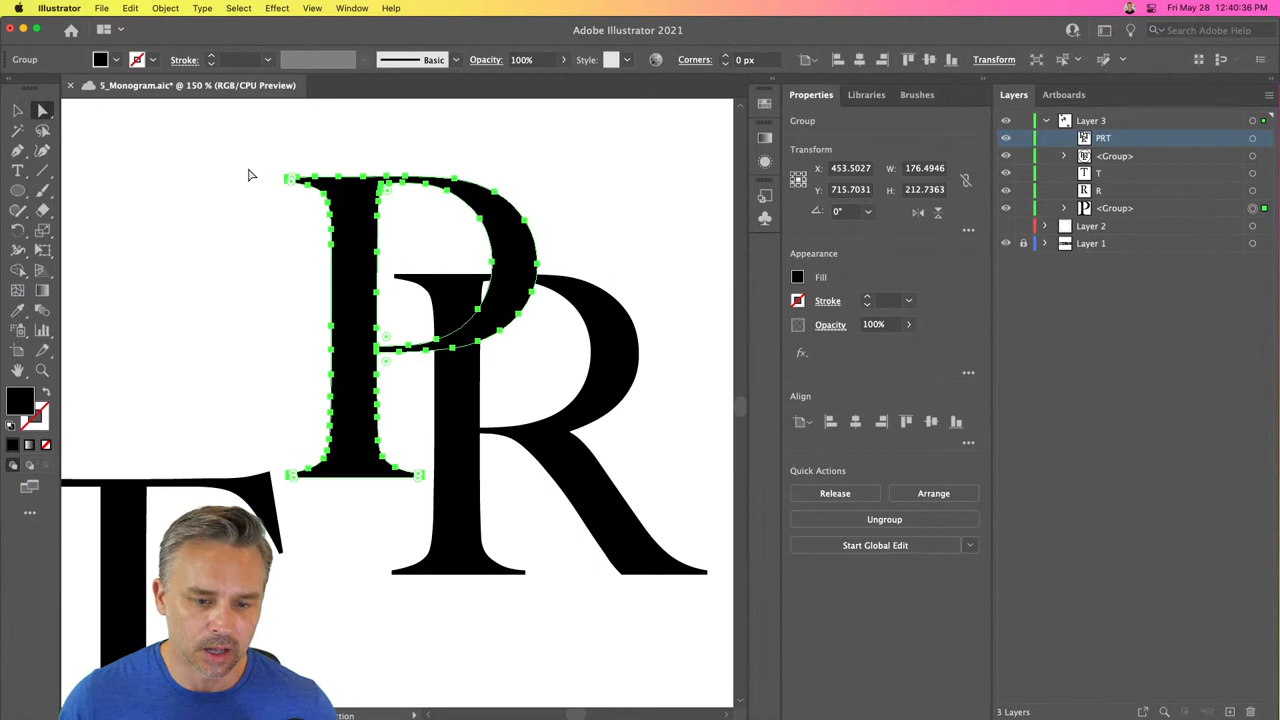 Illustrator File Edit Object Type Select Effect View Window Help Fri May 28 12:40:36 PM
Adobe Illustrator 2021 Search Adobe Help
Group Stroke: Basic Opacity: 100% Style: Corners: 0 px Transform
5_Monogram.aic* @ 150 % (RGB/CPU Preview)
Properties Libraries Brushes
Group
Transform
X: 453.5027 W: 176.4946
Y: 715.7031 H: 212.7363
0°
Appearance
Fill
Stroke
Opacity 100%
fx.
Align
Quick Actions
Release Arrange
Ungroup
Start Global Edit
Layers Artboards
Layer 3
PRT
<Group>
T
R
<Group>
Layer 2
Layer 1
3 Layers
P
R
T